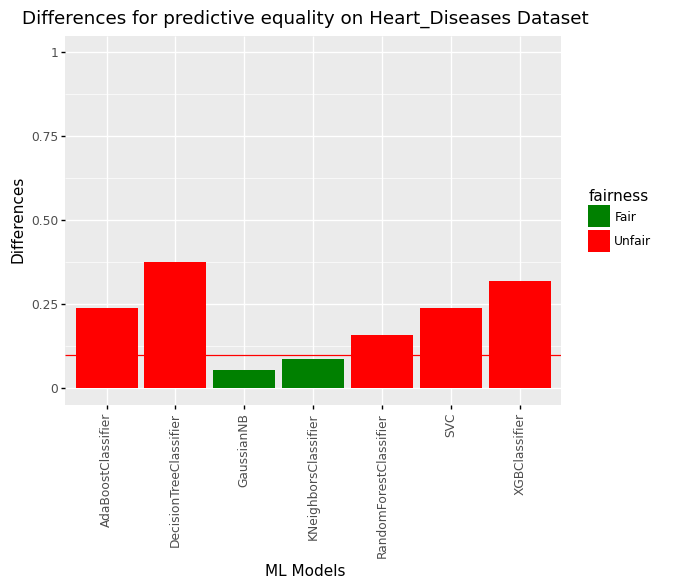 Differences for predictive equality on Heart_Diseases Dataset
1
0.75
0.50
0.25
0
Differences
AdaBoostClassifier
DecisionTreeClassifier
GaussianNB
KNeighborsClassifier
RandomForestClassifier
SVC
XGBClassifier
ML Models
fairness
Fair
Unfair